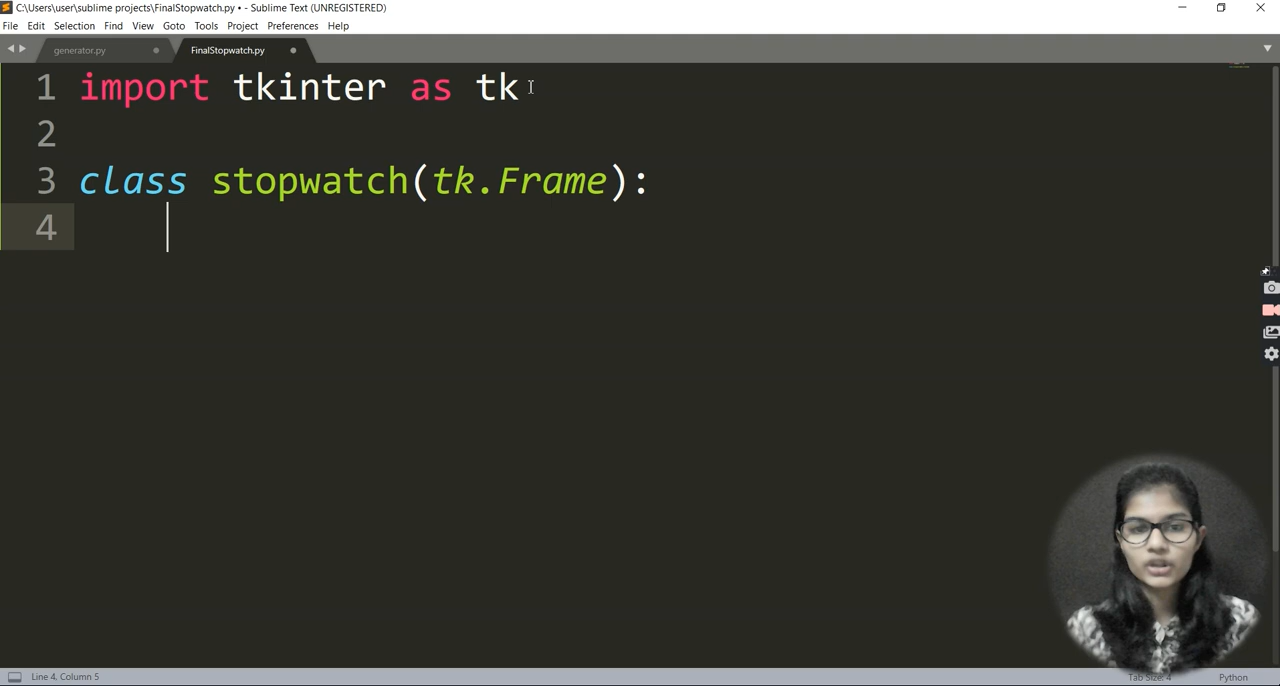 C:\Users\user\sublime projects\FinalStopwatch.py • - Sublime Text (UNREGISTERED)
File Edit Selection Find View Goto Tools Project Preferences Help
generator.py FinalStopwatch.py
1 import tkinter as tk
2
3 class stopwatch(tk.Frame):
4
Line 4, Column 5 Tab Size: 4 Python